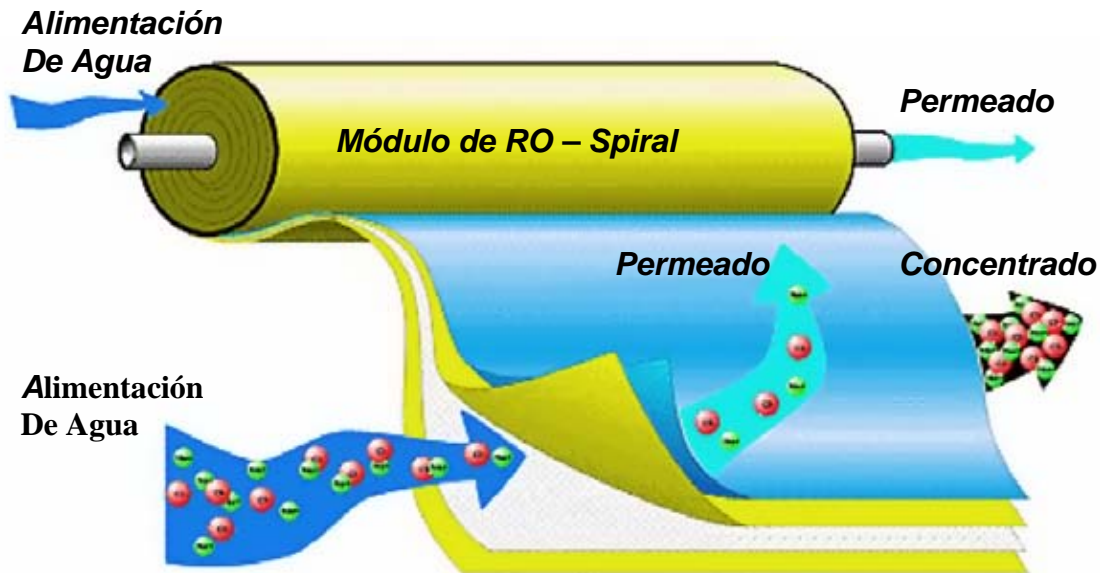 Alimentación
De Agua
Permeado
Módulo de RO – Spiral
Permeado
Concentrado
Alimentación
De Agua